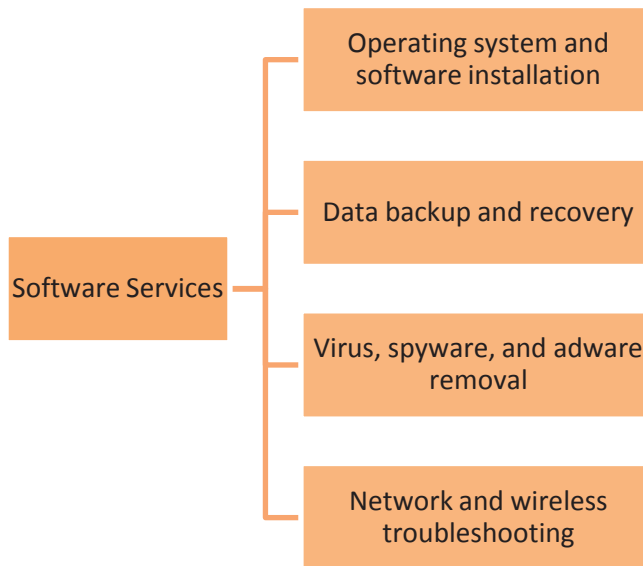 Software Services
Operating system and
software installation
Data backup and recovery
Virus, spyware, and adware
removal
Network and wireless
troubleshooting